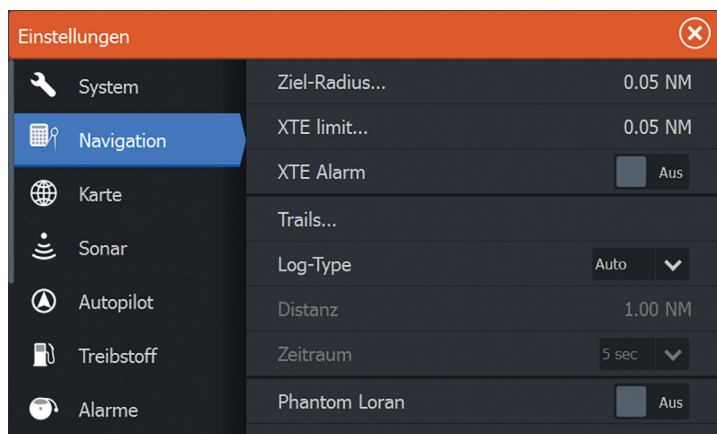 Einstellungen
System
Navigation
Karte
Sonar
Autopilot
Treibstoff
Alarme
Ziel-Radius... 0.05 NM
XTE limit... 0.05 NM
XTE Alarm Aus
Trails...
Log-Type Auto
Distanz 1.00 NM
Zeitraum 5 sec
Phantom Loran Aus